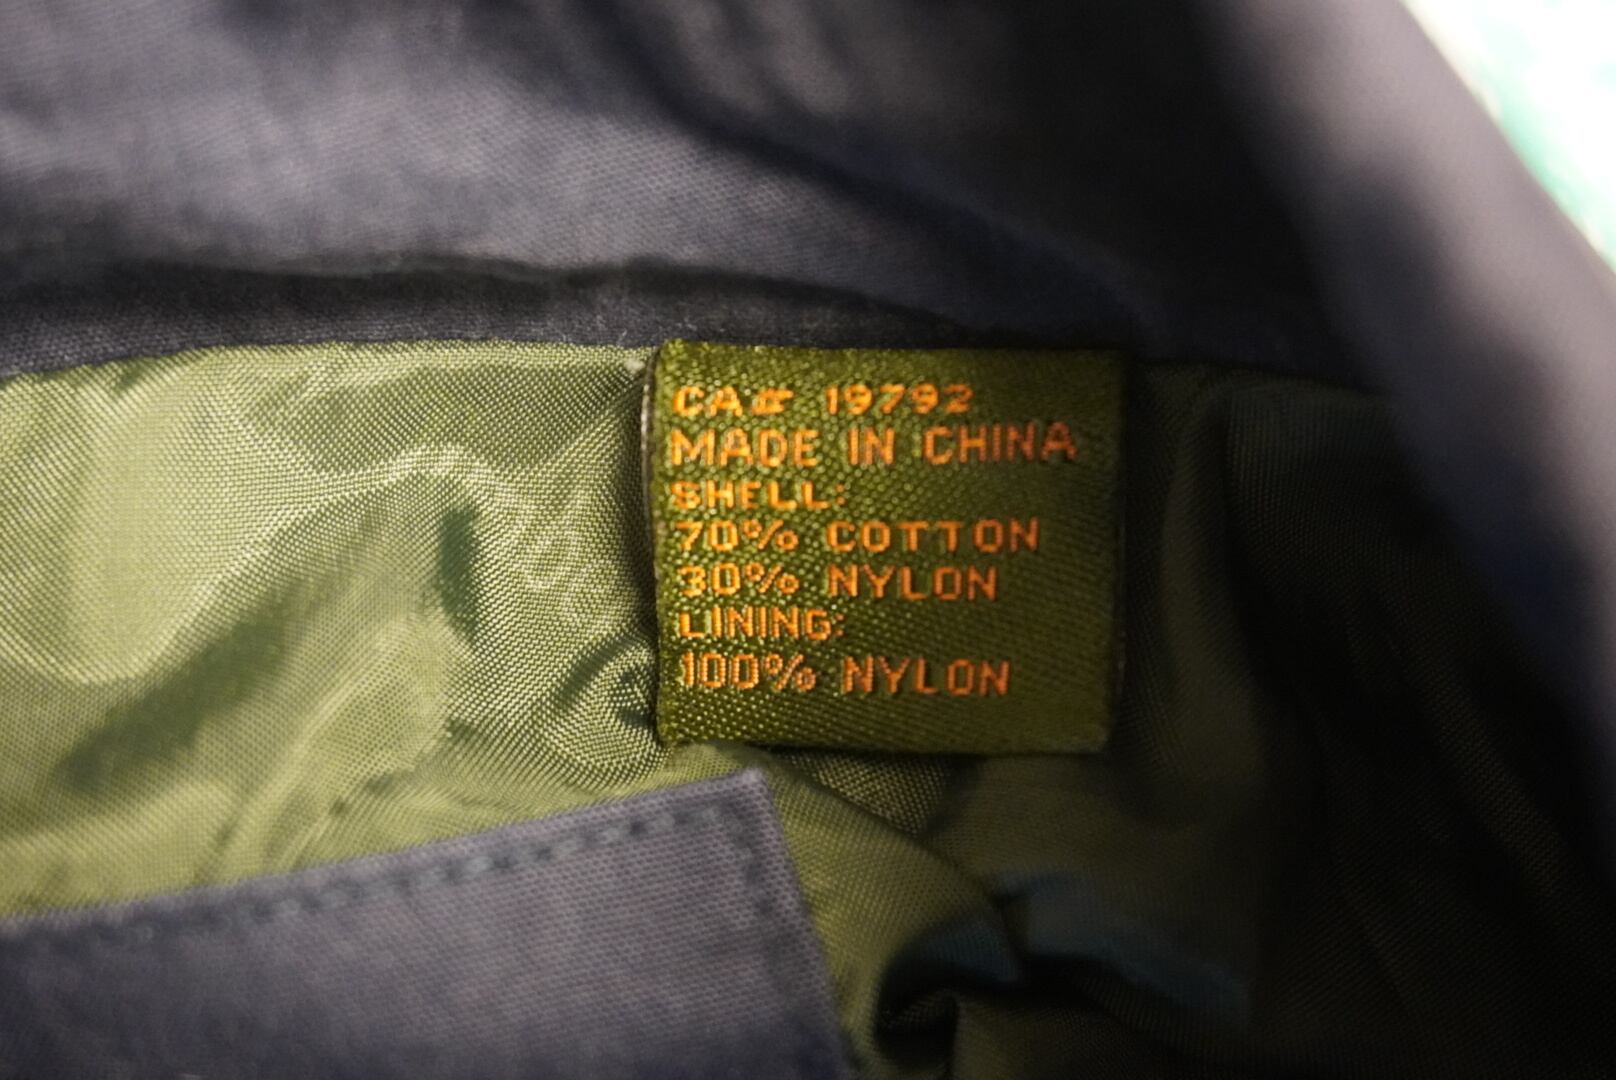 CA# 19792
MADE IN CHINA
SHELL:
70% COTTON
30% NYLON
LINING:
100% NYLON